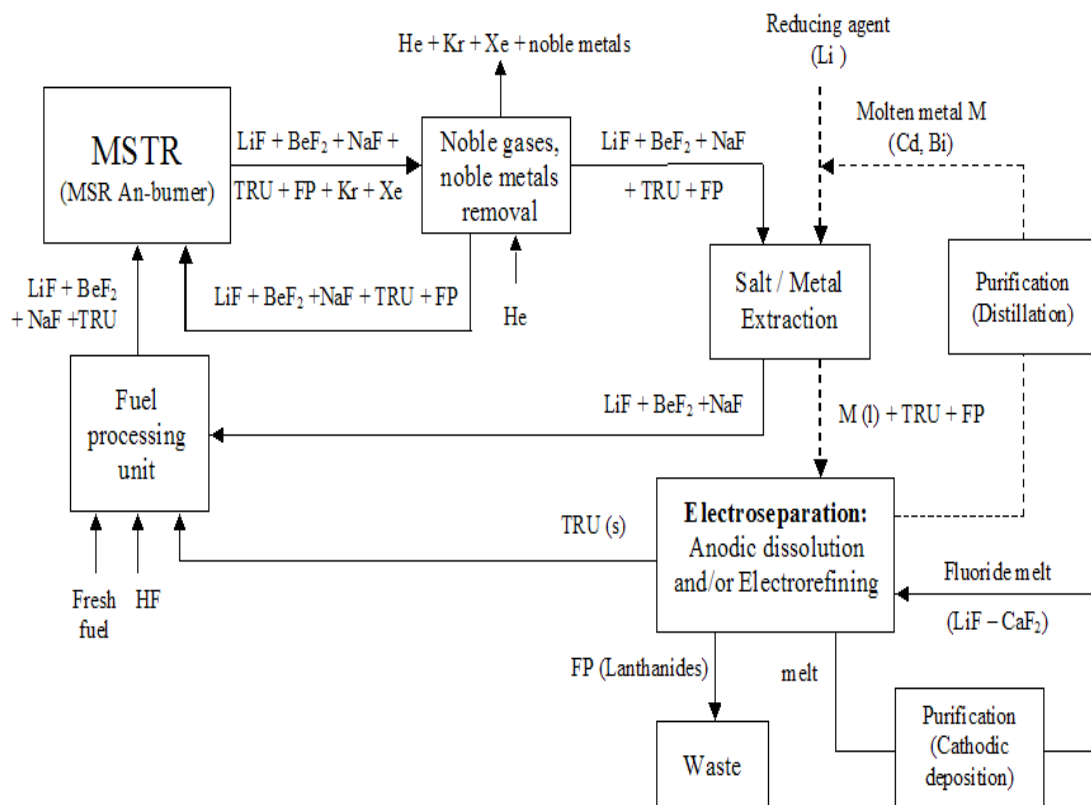 He + Kr + Xe + noble metals
Reducing agent
(Li )
Molten metal M
(Cd, Bi)
MSTR
(MSR An-burner)
LiF + BeF₂ + NaF +
TRU + FP + Kr + Xe
Noble gases,
noble metals
removal
LiF + BeF₂ + NaF
+ TRU + FP
LiF + BeF₂
+ NaF +TRU
LiF + BeF₂ +NaF + TRU + FP
He
Salt / Metal
Extraction
Purification
(Distillation)
Fuel
processing
unit
LiF + BeF₂ +NaF
M (l) + TRU + FP
TRU (s)
Electroseparation:
Anodic dissolution
and/or Electrorefining
Fluoride melt
(LiF – CaF₂)
Fresh
fuel
HF
FP (Lanthanides)
melt
Waste
Purification
(Cathodic
deposition)